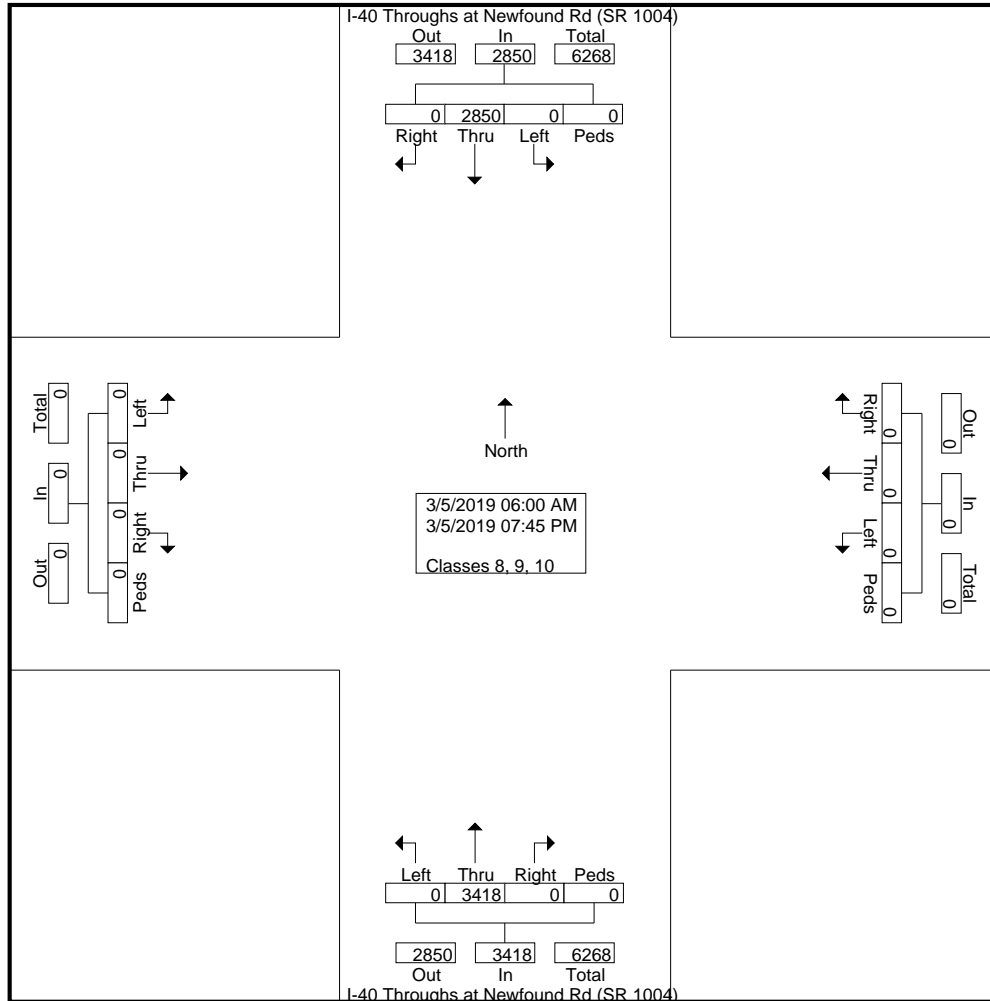 I-40 Throughs at Newfound Rd (SR 1004)
Out In Total
3418 2850 6268
0 2850 0 0
Right Thru Left Peds
Total In Out
0 0 0
0 0 0 0
Left Thru Right Peds
North
3/5/2019 06:00 AM
3/5/2019 07:45 PM
Classes 8, 9, 10
Right Thru Left Peds
0 0 0 0
Out In Total
0 0 0
Left Thru Right Peds
0 3418 0 0
2850 3418 6268
Out In Total
I-40 Throughs at Newfound Rd (SR 1004)